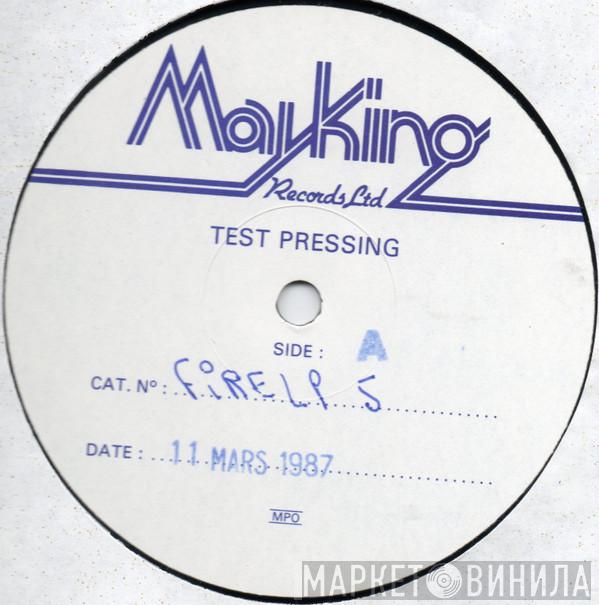 MayKing
Records Ltd
TEST PRESSING
SIDE : A
CAT. Nº : FiRELP 5
DATE : 11 MARS 1987
MPO
МАРКЕТ ВИНИЛА